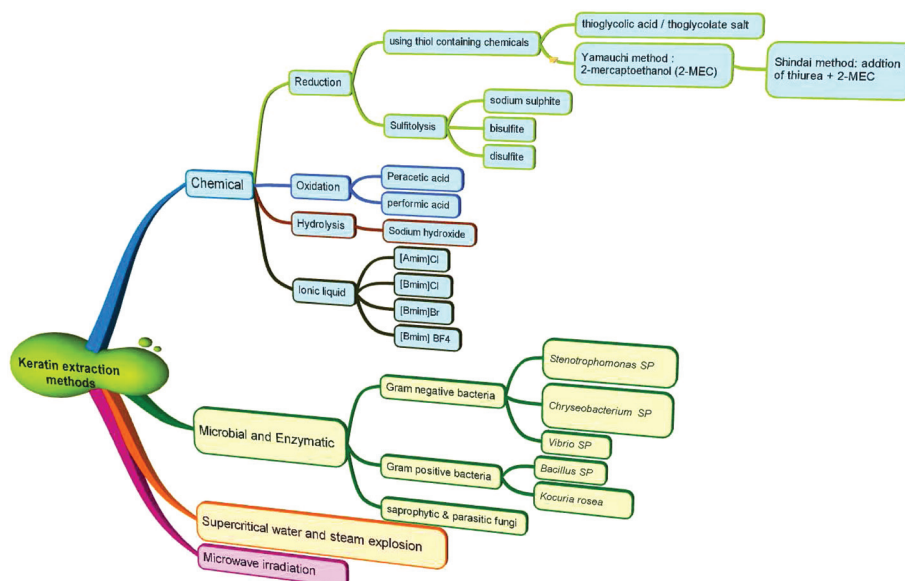 thioglycolic acid / thoglycolate salt
using thiol containing chemicals
Yamauchi method :
2-mercaptoethanol (2-MEC)
Shindai method: addtion
of thiurea + 2-MEC
Reduction
sodium sulphite
Sulfitolysis
bisulfite
disulfite
Chemical
Oxidation
Peracetic acid
performic acid
Hydrolysis
Sodium hydroxide
[Amim]Cl
[Bmim]Cl
Ionic liquid
[Bmim]Br
[Bmim] BF4
Keratin extraction
methods
Stenotrophomonas SP
Gram negative bacteria
Chryseobacterium SP
Vibrio SP
Microbial and Enzymatic
Gram positive bacteria
Bacillus SP
Kocuria rosea
saprophytic & parasitic fungi
Supercritical water and steam explosion
Microwave irradiation